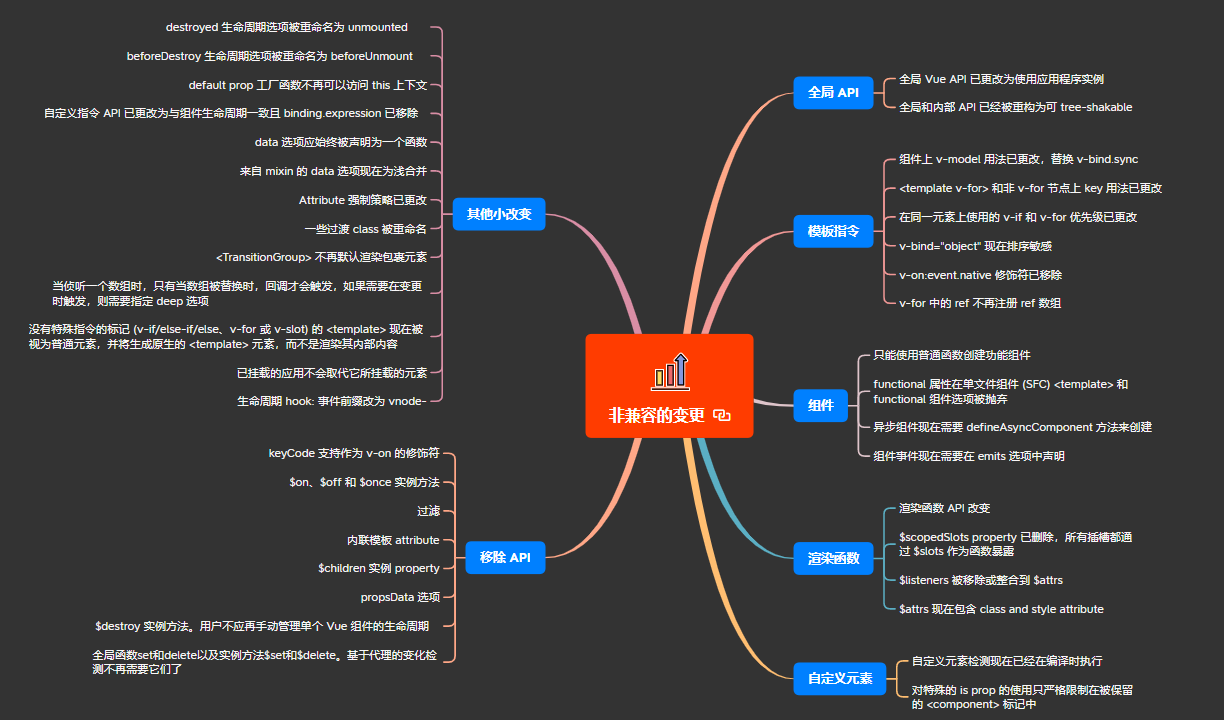 非兼容的变更
全局 API
全局 Vue API 已更改为使用应用程序实例
全局和内部 API 已经被重构为可 tree-shakable
模板指令
组件上 v-model 用法已更改，替换 v-bind.sync
<template v-for> 和非 v-for 节点上 key 用法已更改
在同一元素上使用的 v-if 和 v-for 优先级已更改
v-bind="object" 现在排序敏感
v-on:event.native 修饰符已移除
v-for 中的 ref 不再注册 ref 数组
组件
只能使用普通函数创建功能组件
functional 属性在单文件组件 (SFC) <template> 和
functional 组件选项被抛弃
异步组件现在需要 defineAsyncComponent 方法来创建
组件事件现在需要在 emits 选项中声明
渲染函数
渲染函数 API 改变
$scopedSlots property 已删除，所有插槽都通
过 $slots 作为函数暴露
$listeners 被移除或整合到 $attrs
$attrs 现在包含 class and style attribute
自定义元素
自定义元素检测现在已经在编译时执行
对特殊的 is prop 的使用只严格限制在被保留
的 <component> 标记中
其他小改变
destroyed 生命周期选项被重命名为 unmounted
beforeDestroy 生命周期选项被重命名为 beforeUnmount
default prop 工厂函数不再可以访问 this 上下文
自定义指令 API 已更改为与组件生命周期一致且 binding.expression 已移除
data 选项应始终被声明为一个函数
来自 mixin 的 data 选项现在为浅合并
Attribute 强制策略已更改
一些过渡 class 被重命名
<TransitionGroup> 不再默认渲染包裹元素
当侦听一个数组时，只有当数组被替换时，回调才会触发，如果需要在变更
时触发，则需要指定 deep 选项
没有特殊指令的标记 (v-if/else-if/else、v-for 或 v-slot) 的 <template> 现在被
视为普通元素，并将生成原生的 <template> 元素，而不是渲染其内部内容
已挂载的应用不会取代它所挂载的元素
生命周期 hook: 事件前缀改为 vnode-
移除 API
keyCode 支持作为 v-on 的修饰符
$on、$off 和 $once 实例方法
过滤
内联模板 attribute
$children 实例 property
propsData 选项
$destroy 实例方法。用户不应再手动管理单个 Vue 组件的生命周期
全局函数set和delete以及实例方法$set和$delete。基于代理的变化检
测不再需要它们了